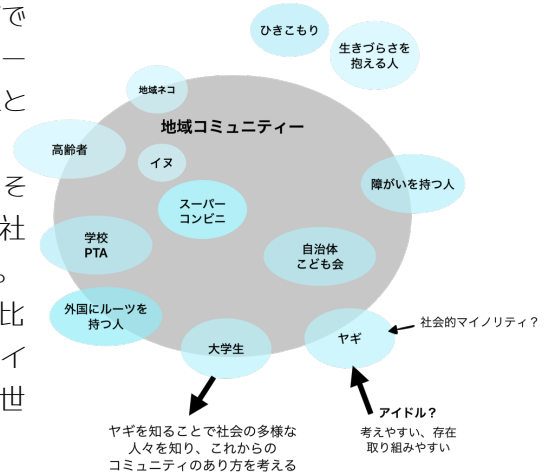 で
ー
と
そ
社
。
比
イ
世
ひきこもり
生きづらさを
抱える人
地域ネコ
地域コミュニティー
高齢者
イヌ
障がいを持つ人
スーパー
コンビニ
学校
PTA
自治体
こども会
外国にルーツを
持つ人
大学生
ヤギ
社会的マイノリティ?
アイドル?
考えやすい、存在
取り組みやすい
ヤギを知ることで社会の多様な
人々を知り、これからの
コミュニティのあり方を考える